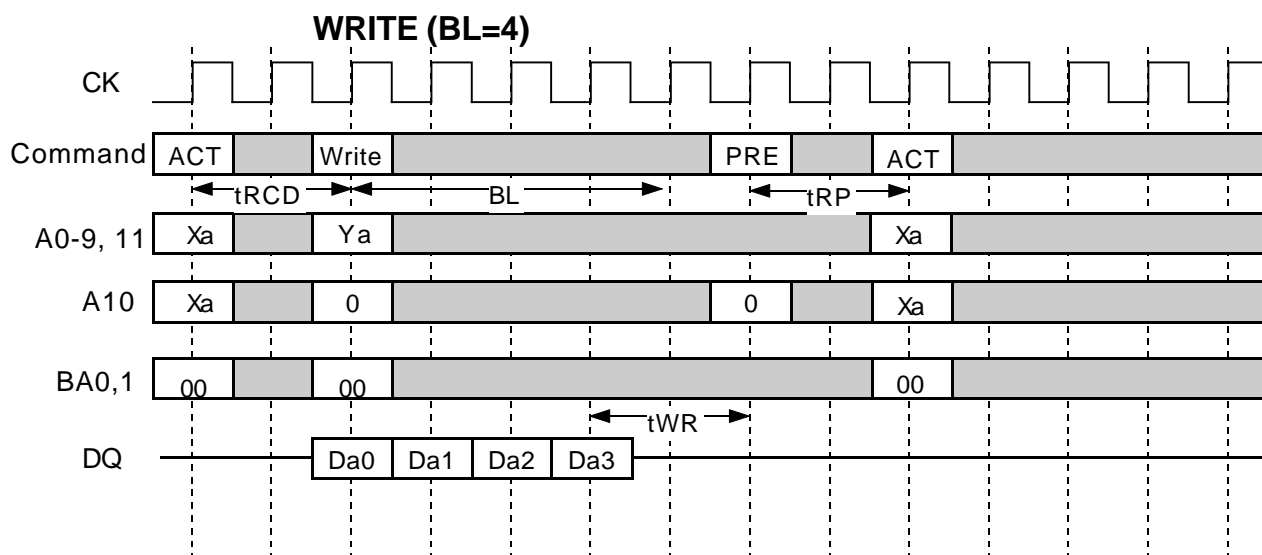 WRITE (BL=4)
CK
Command ACT Write PRE ACT
tRCD BL tRP
A0-9, 11 Xa Ya Xa
A10 Xa 0 0 Xa
BA0,1 00 00 00
tWR
DQ Da0 Da1 Da2 Da3